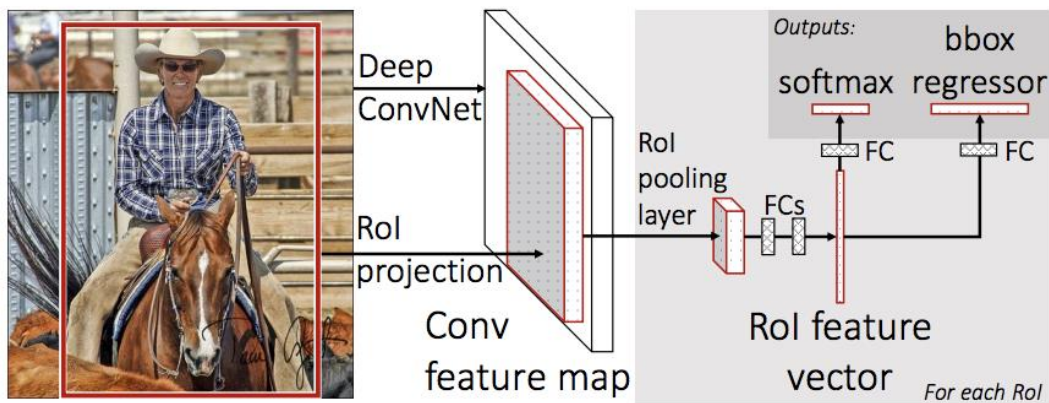 Deep
ConvNet
RoI
projection
Conv
feature map
RoI
pooling
layer
FCs
RoI feature
vector
Outputs:
softmax
bbox
regressor
FC
FC
For each RoI